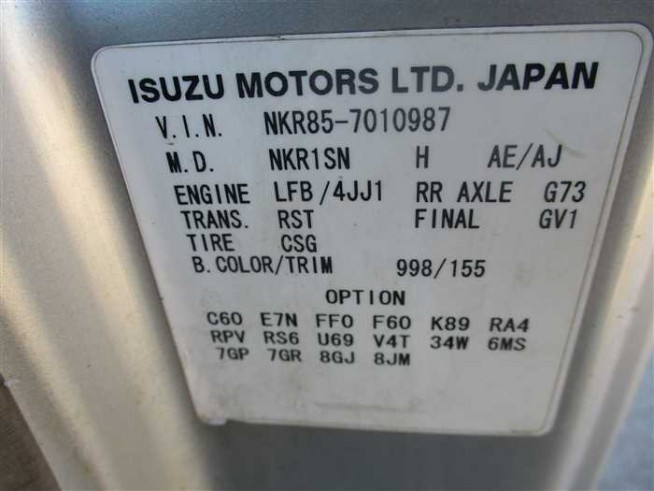 ISUZU MOTORS LTD. JAPAN
V.I.N. NKR85-7010987
M.D. NKR1SN H AE/AJ
ENGINE LFB/4JJ1 RR AXLE G73
TRANS. RST FINAL GV1
TIRE CSG
B.COLOR/TRIM 998/155
OPTION
C60 E7N FF0 F60 K89 RA4
RPV RS6 U69 V4T 34W 6MS
7GP 7GR 8GJ 8JM